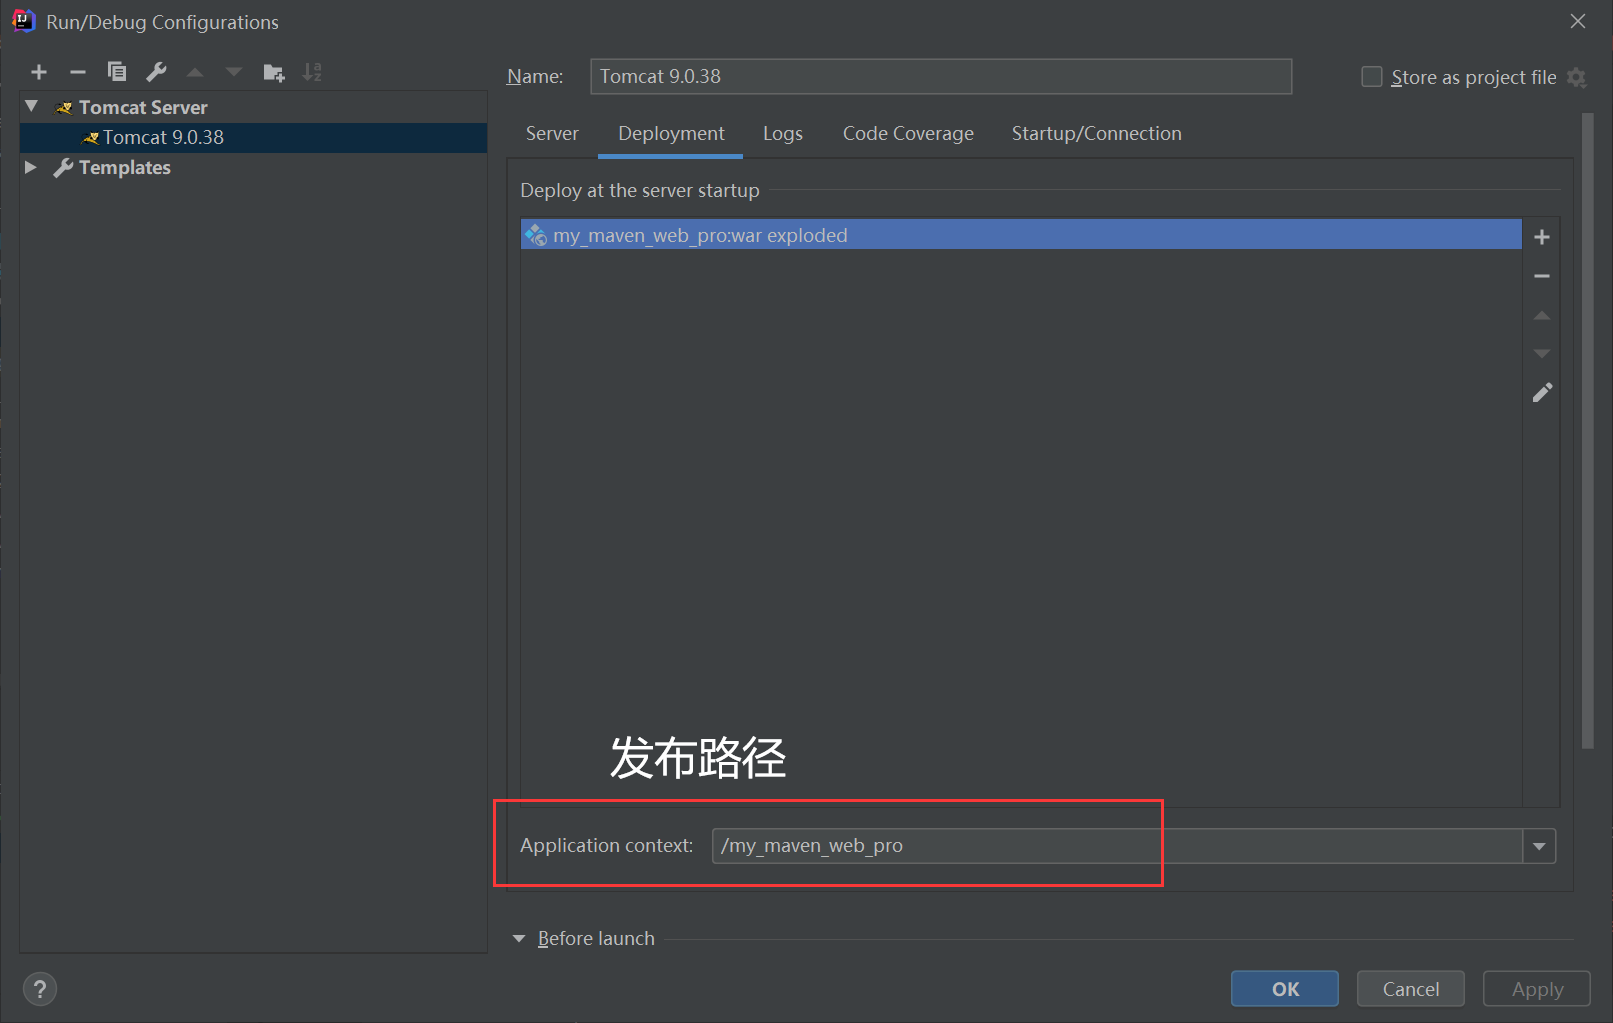 Run/Debug Configurations
Name: Tomcat 9.0.38 Store as project file
Tomcat Server
Tomcat 9.0.38
Templates
Server Deployment Logs Code Coverage Startup/Connection
Deploy at the server startup
my_maven_web_pro:war exploded
发布路径
Application context: /my_maven_web_pro
Before launch
? OK Cancel Apply